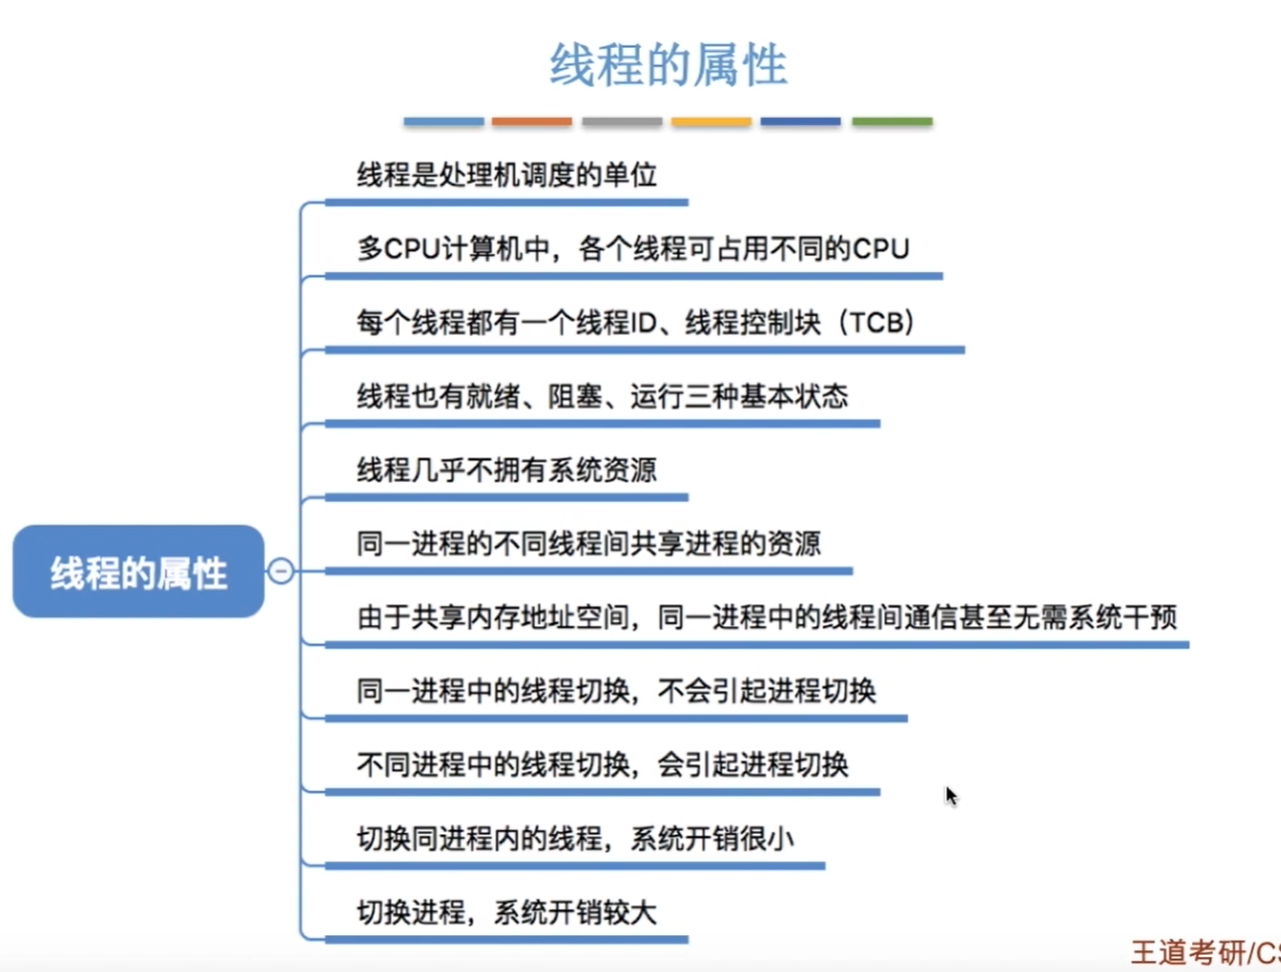 线程的属性
线程是处理机调度的单位
多CPU计算机中，各个线程可占用不同的CPU
每个线程都有一个线程ID、线程控制块（TCB）
线程也有就绪、阻塞、运行三种基本状态
线程几乎不拥有系统资源
线程的属性
同一进程的不同线程间共享进程的资源
由于共享内存地址空间，同一进程中的线程间通信甚至无需系统干预
同一进程中的线程切换，不会引起进程切换
不同进程中的线程切换，会引起进程切换
切换同进程内的线程，系统开销很小
切换进程，系统开销较大
王道考研/CS